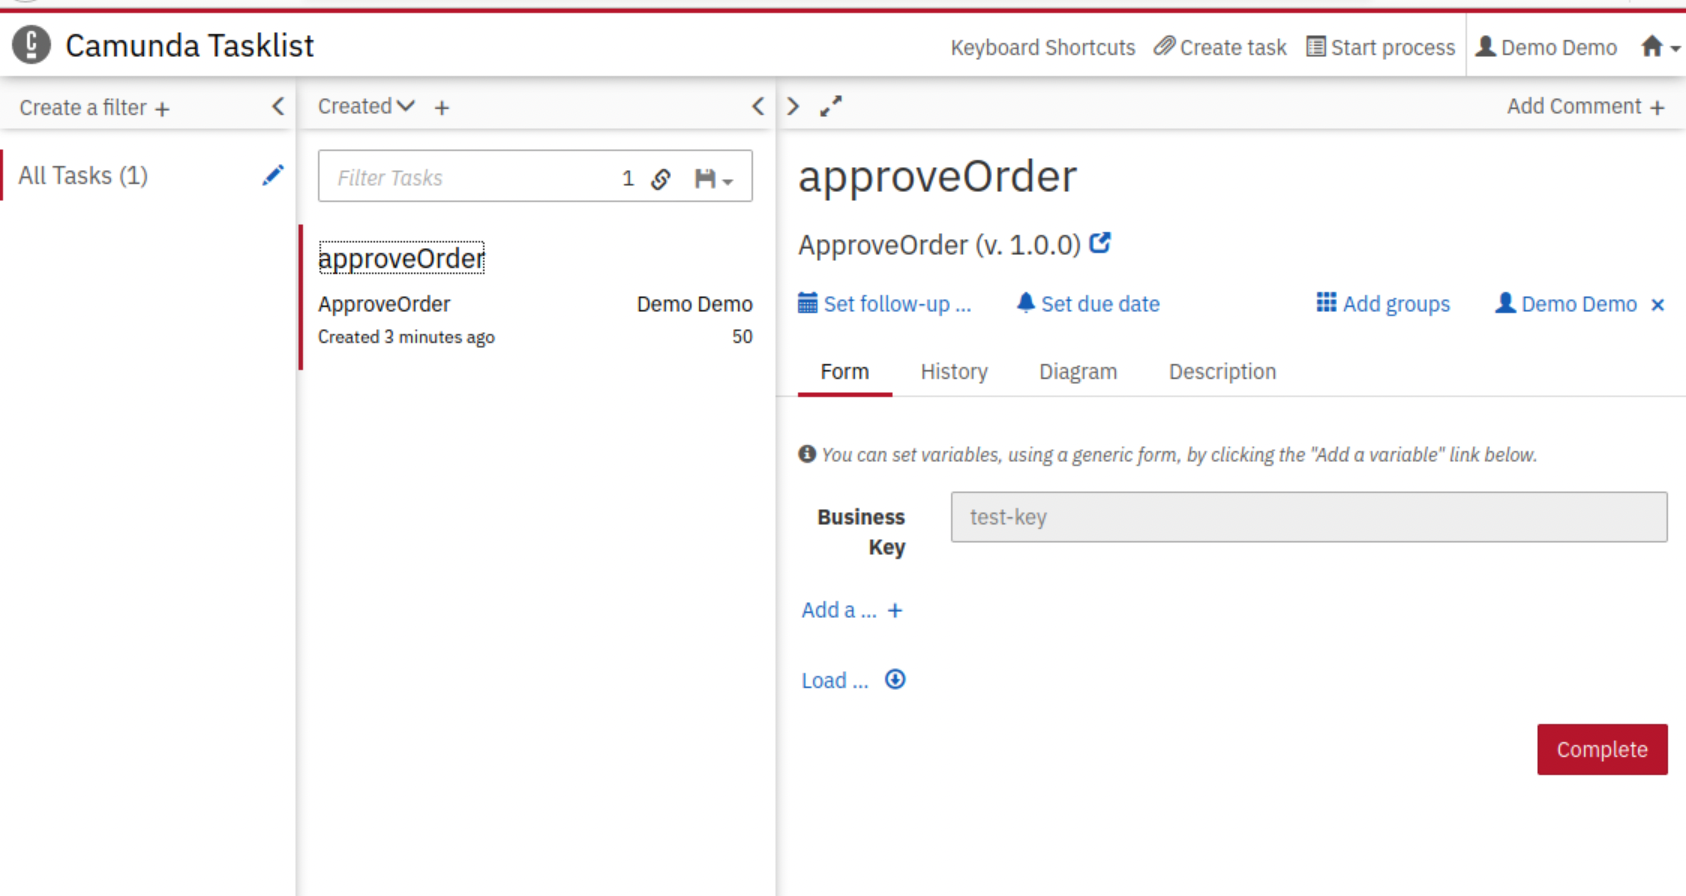 Camunda Tasklist
Keyboard Shortcuts Create task Start process Demo Demo
Create a filter +
Created +
Add Comment +
All Tasks (1)
Filter Tasks 1
approveOrder
ApproveOrder Demo Demo
Created 3 minutes ago 50
approveOrder
ApproveOrder (v. 1.0.0)
Set follow-up ... Set due date Add groups Demo Demo ×
Form History Diagram Description
You can set variables, using a generic form, by clicking the "Add a variable" link below.
Business
Key
test-key
Add a ... +
Load ...
Complete